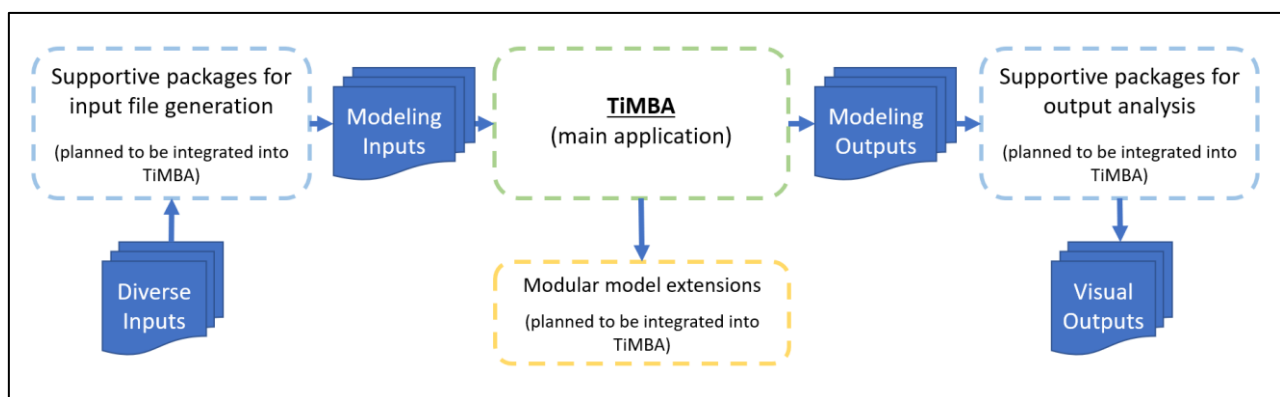 Supportive packages for
input file generation
(planned to be integrated into
TiMBA)
Modeling
Inputs
TiMBA
(main application)
Modeling
Outputs
Supportive packages for
output analysis
(planned to be integrated into
TiMBA)
Diverse
Inputs
Modular model extensions
(planned to be integrated into
TiMBA)
Visual
Outputs